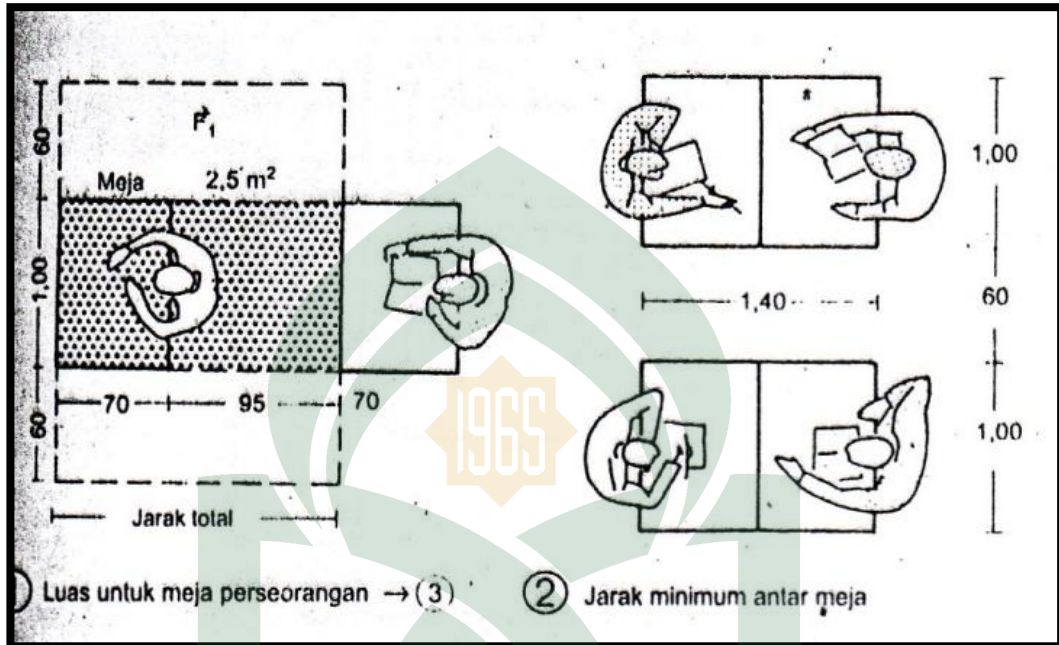 F₁
Meja 2,5 m²
60
1.00
60
70 95 70
Jarak total
Luas untuk meja perseorangan → (3)
1,00
60
1,00
1,40
② Jarak minimum antar meja
1965